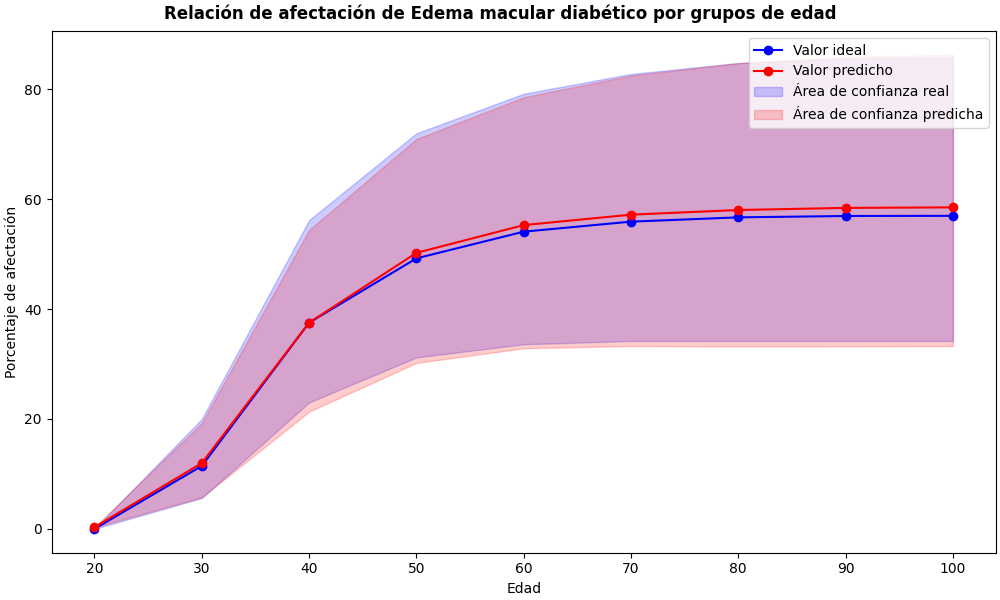 Relación de afectación de Edema macular diabético por grupos de edad
Valor ideal
Valor predicho
Área de confianza real
Área de confianza predicha
Porcentaje de afectación
80
60
40
20
0
20 30 40 50 60 70 80 90 100
Edad